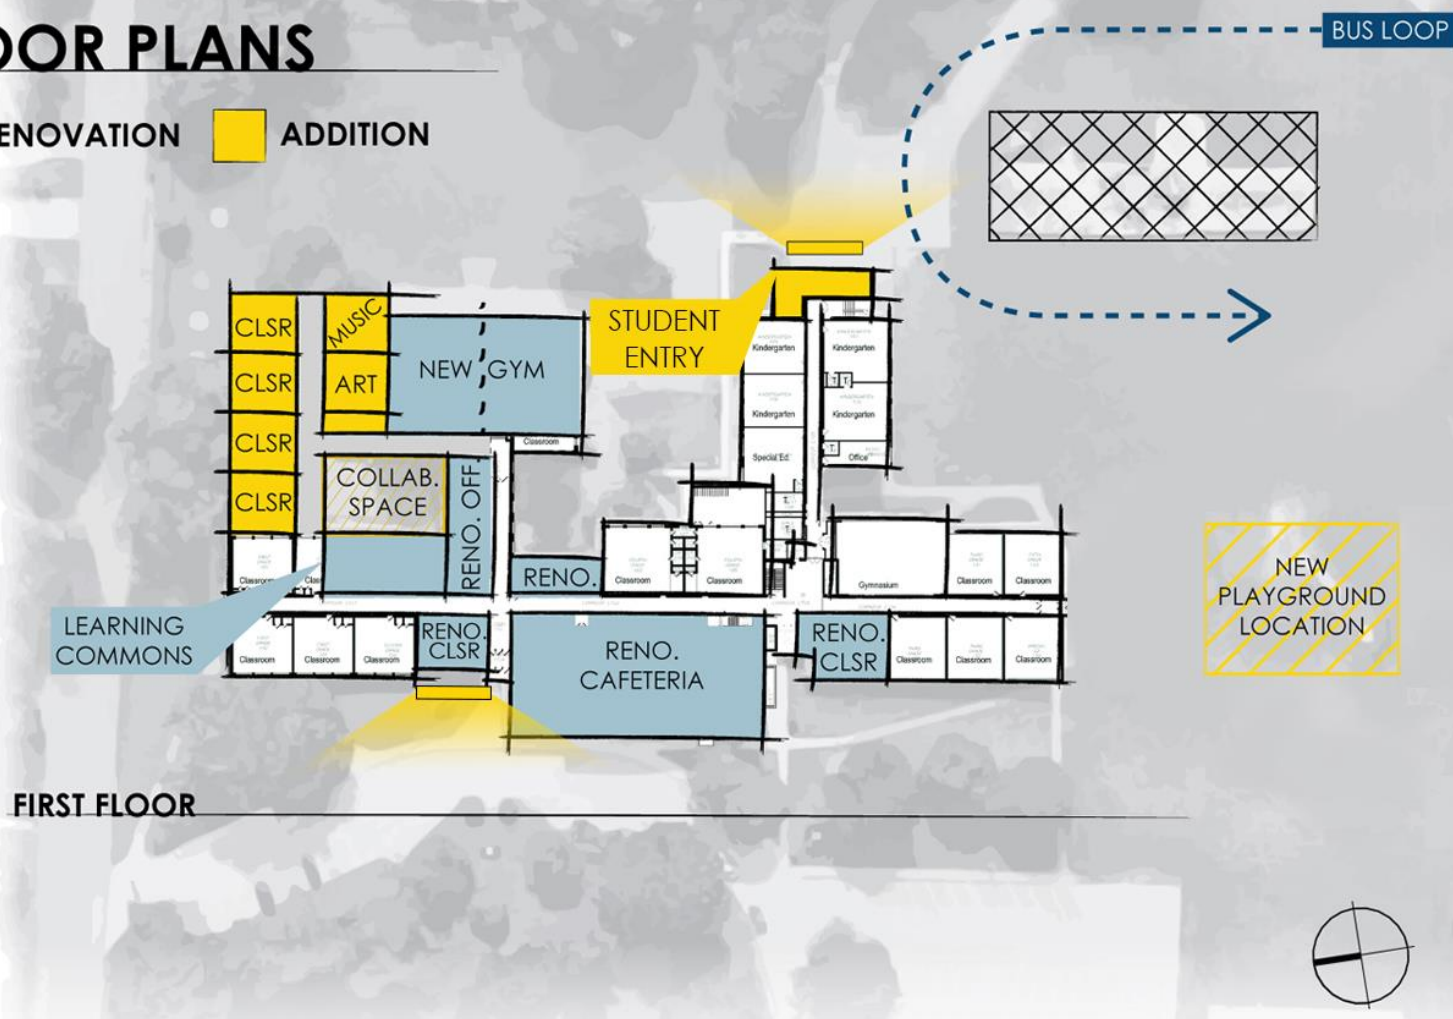 OOR PLANS
BUS LOOP
ENOVATION
ADDITION
CLSR
MUSIC
NEW GYM
STUDENT
ENTRY
Kindergarten
Kindergarten
CLSR
ART
Kindergarten
Kindergarten
CLSR
Classroom
Special Ed.
Office
COLLAB.
SPACE
RENO. OFF.
CLSR
Classroom
Clas
RENO.
Classroom
Classroom
Gymnasium
Classroom
Classroom
NEW
PLAYGROUND
LOCATION
LEARNING
COMMONS
Classroom
Classroom
Classroom
RENO.
CLSR
RENO.
CAFETERIA
RENO.
CLSR
Classroom
Classroom
Classroom
FIRST FLOOR